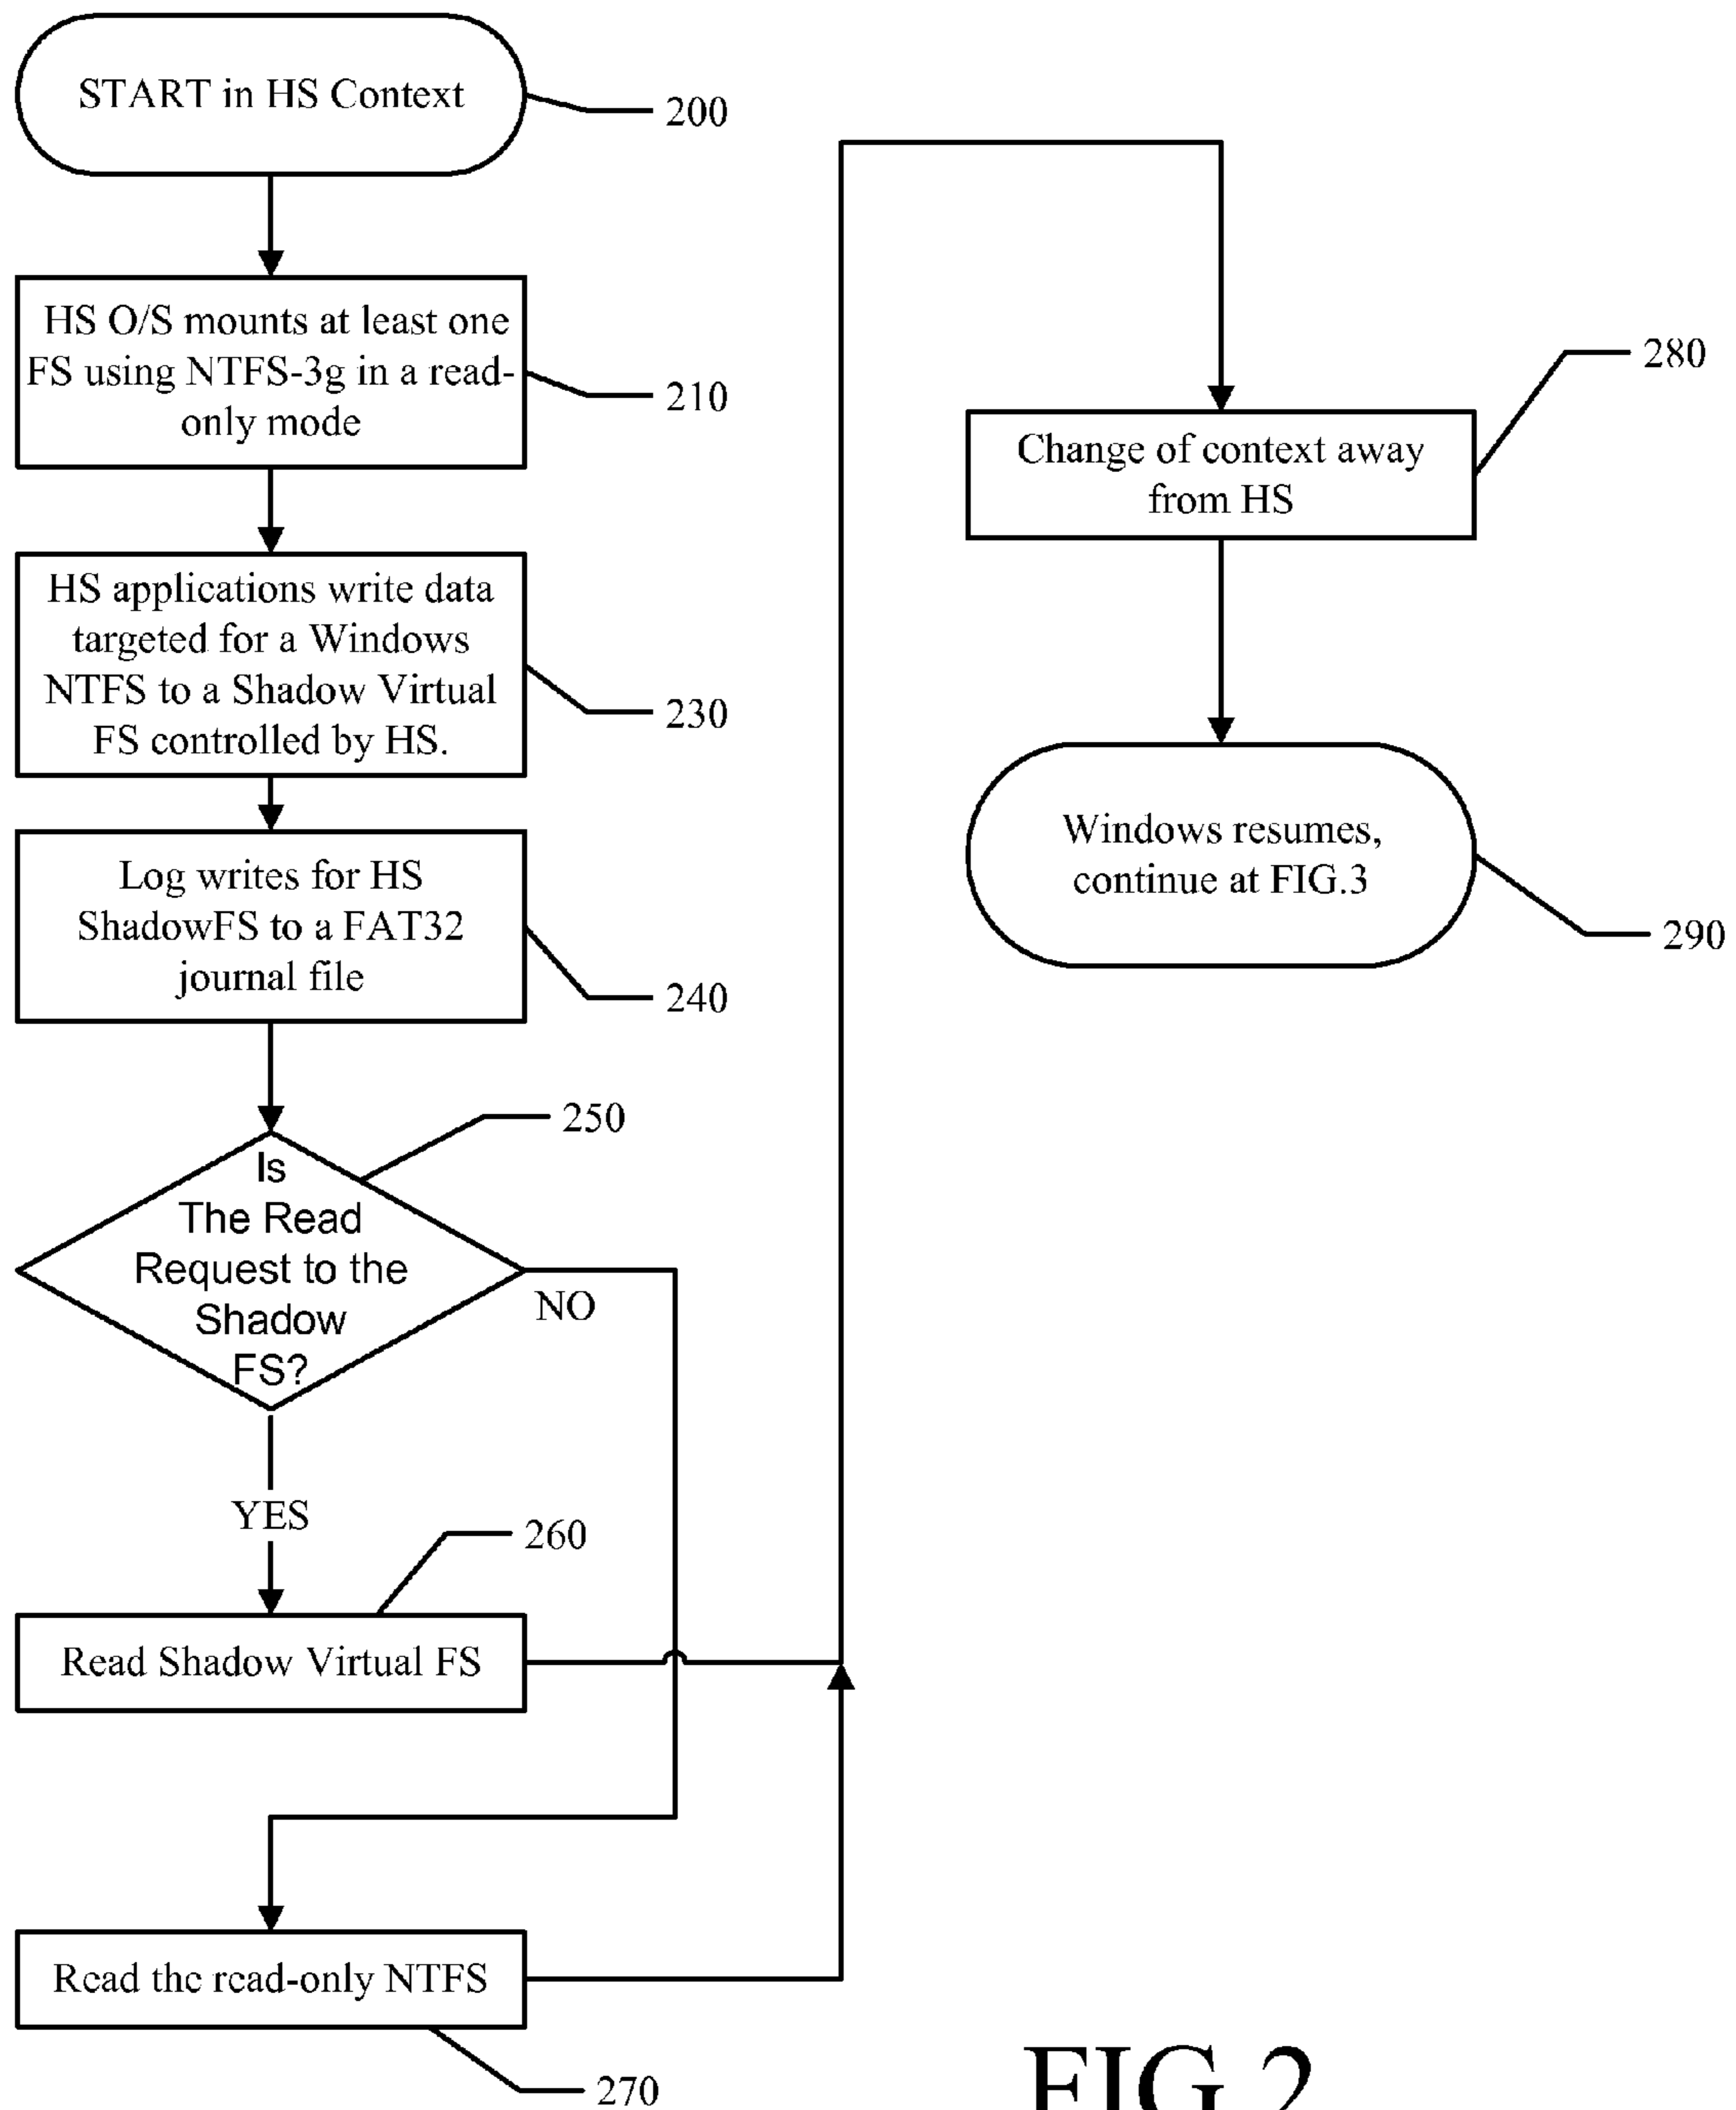 START in HS Context
200
HS O/S mounts at least one
FS using NTFS-3g in a read-
only mode
210
HS applications write data
targeted for a Windows
NTFS to a Shadow Virtual
FS controlled by HS.
230
Log writes for HS
ShadowFS to a FAT32
journal file
240
250
Is
The Read
Request to the
Shadow
FS?
NO
YES
260
Read Shadow Virtual FS
Read the read-only NTFS
270
280
Change of context away
from HS
Windows resumes,
continue at FIG.3
290
FIG.2